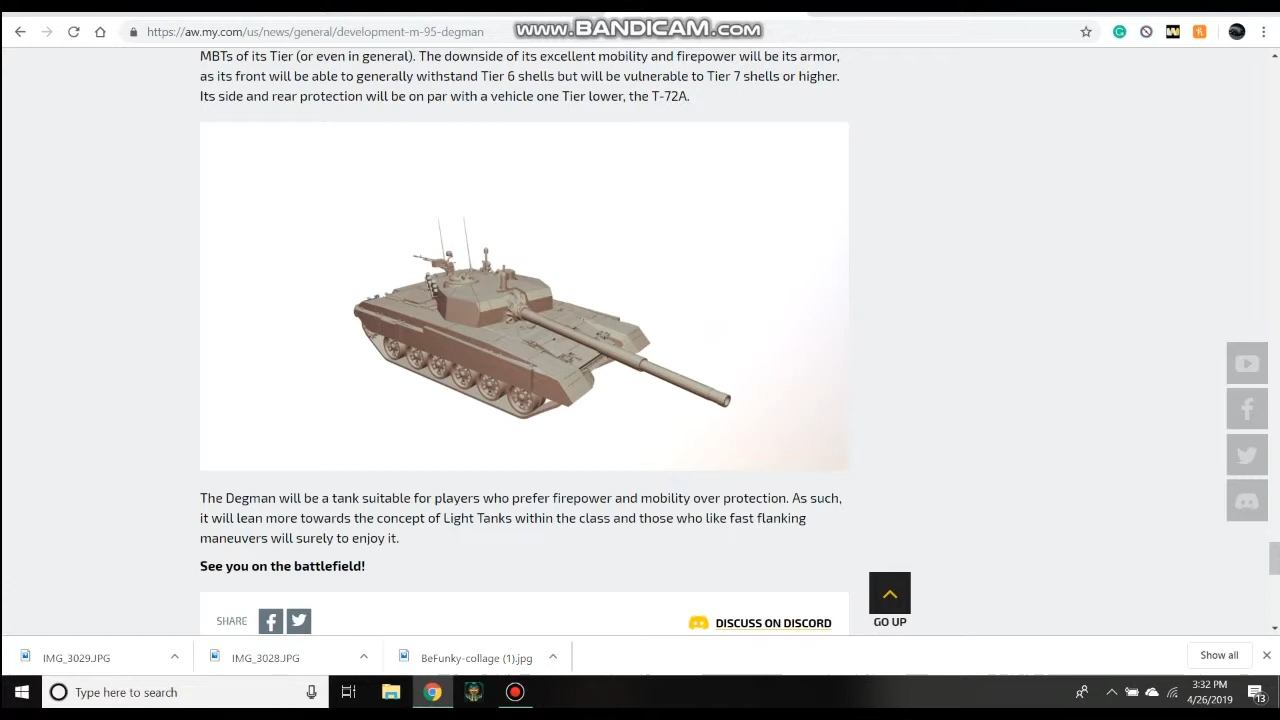 www.BANDICAM.com
https://aw.my.com/us/news/general/development-m-95-degman
MBTs of its Tier (or even in general). The downside of its excellent mobility and firepower will be its armor,
as its front will be able to generally withstand Tier 6 shells but will be vulnerable to Tier 7 shells or higher.
Its side and rear protection will be on par with a vehicle one Tier lower, the T-72A.
The Degman will be a tank suitable for players who prefer firepower and mobility over protection. As such,
it will lean more towards the concept of Light Tanks within the class and those who like fast flanking
maneuvers will surely to enjoy it.
See you on the battlefield!
GO UP
SHARE
DISCUSS ON DISCORD
IMG_3029.JPG
IMG_3028.JPG
BeFunky-collage (1).jpg
Show all
Type here to search
3:32 PM
4/26/2019
13